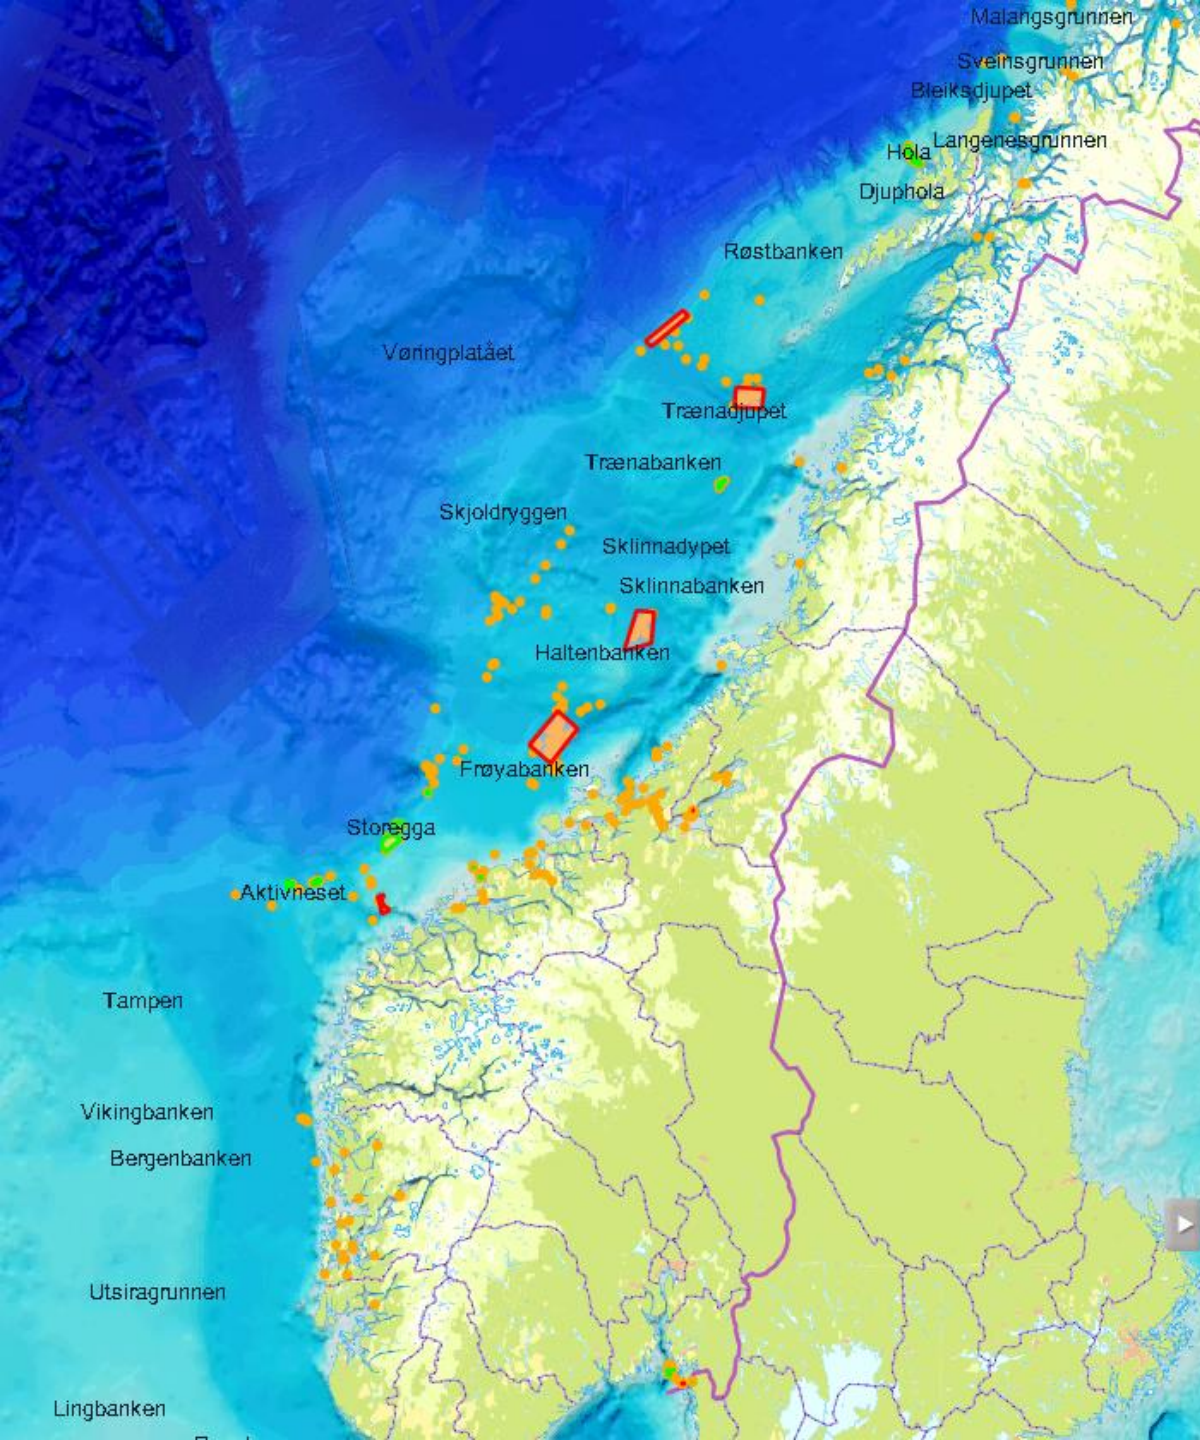 Malangsgrunnen
Sveinsgrunnen
Bleiksdjupet
Langenesgrunnen
Hola
Djuphola
Røstbanken
Vøringplatået
Trænadjupet
Trænabanken
Skjoldryggen
Sklinnadypet
Sklinnabanken
Haltenbanken
Frøyabanken
Storegga
Aktivneset
Tampen
Vikingbanken
Bergenbanken
Utsiragrunnen
Lingbanken